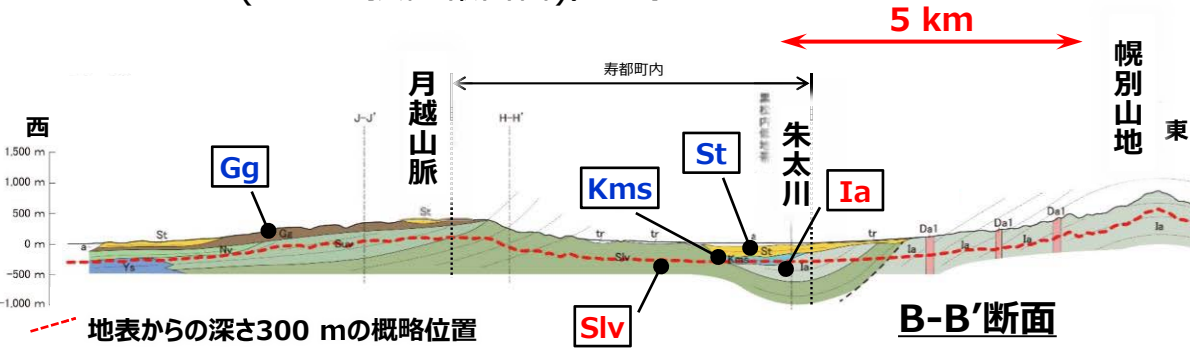 5 km
寿都町内
月越山脈
幌別山地
西
東
J-J'
H-H'
朱太川
1,500 m
1,000 m
500 m
0 m
-500 m
-1,000 m
Gg
St
Kms
Ia
Slv
St
St
Gg
Nv
a
Ys
tr
tr
tr
St
Kms
Slv
Ia
Da1
Da1
Da1
Ia
Ia
Ia
Ia
地表からの深さ300 mの概略位置
B-B'断面